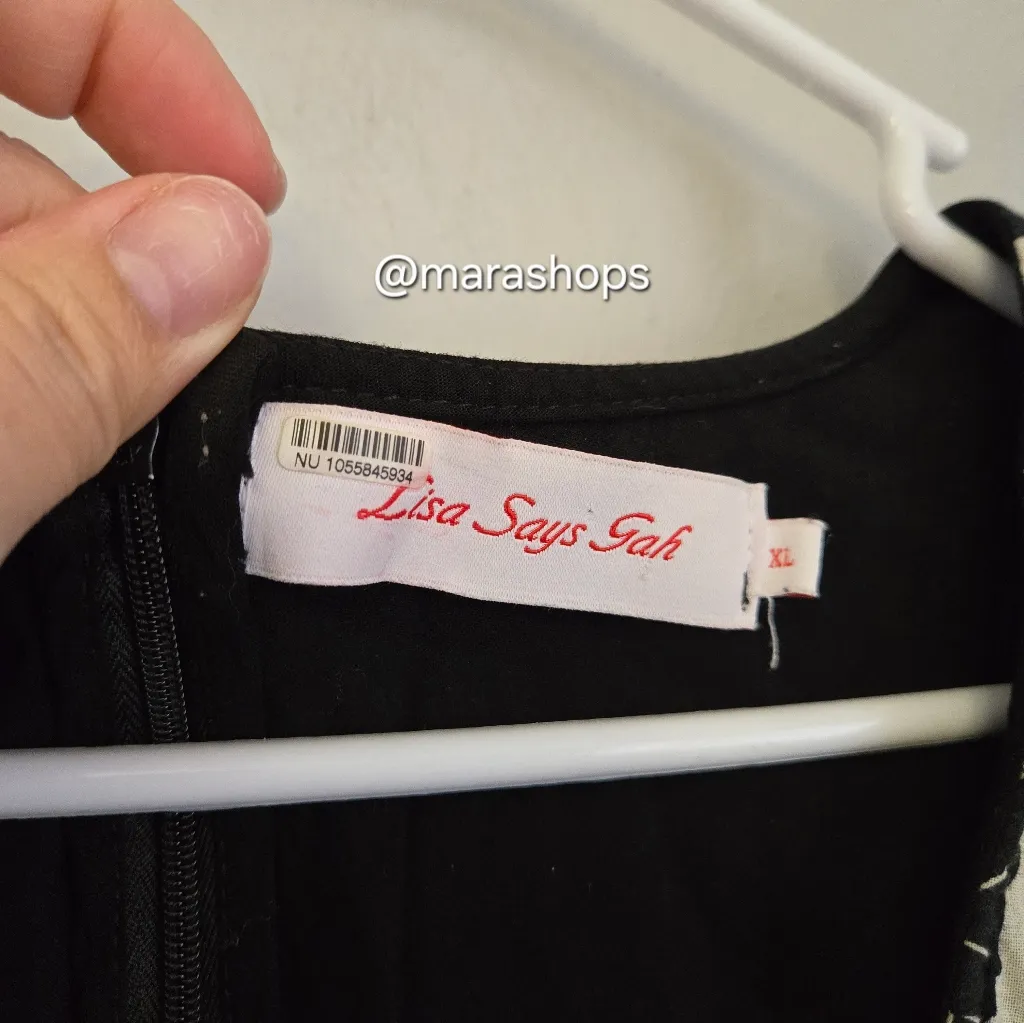 @marashops
NU 1055845934
Lisa Says Gah
XL